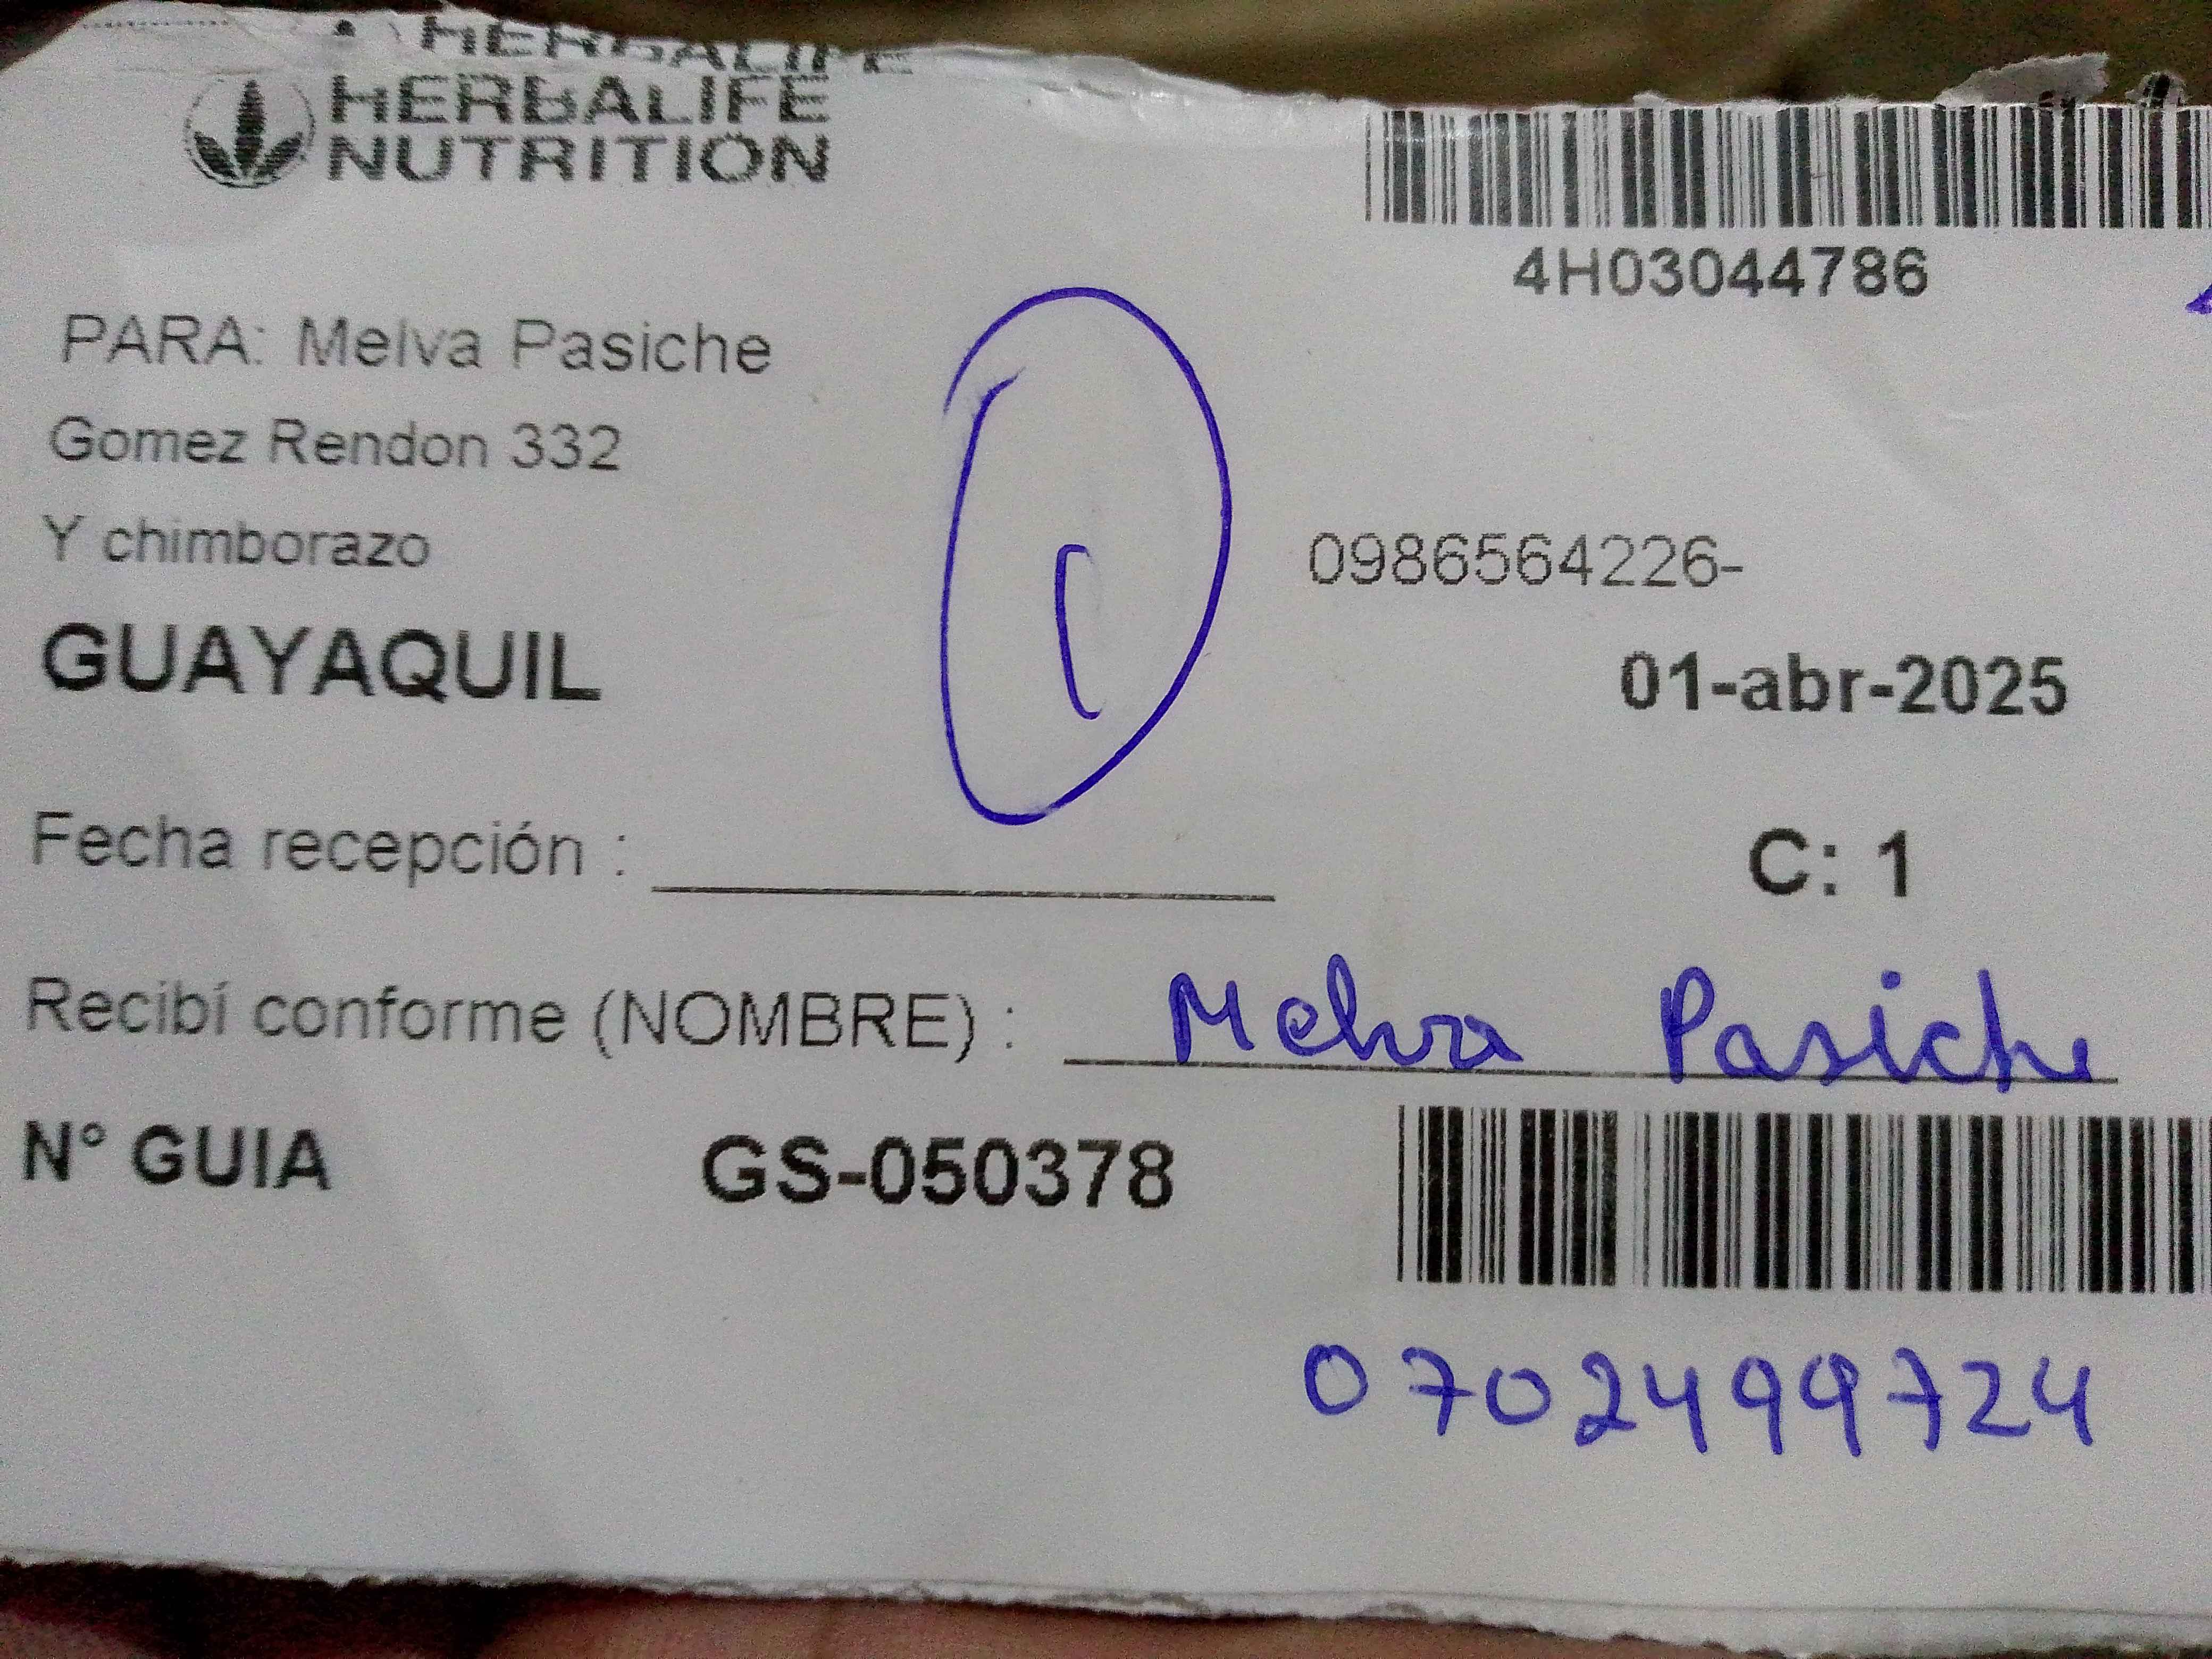 HERBALIFE
HERBALIFE
NUTRITION
4H03044786
PARA: Melva Pasiche
Gomez Rendon 332
Y chimborazo
0986564226-
GUAYAQUIL
01-abr-2025
Fecha recepción :
C: 1
Recibí conforme (NOMBRE) : Melva Pasiche
N° GUIA GS-050378
0702499724